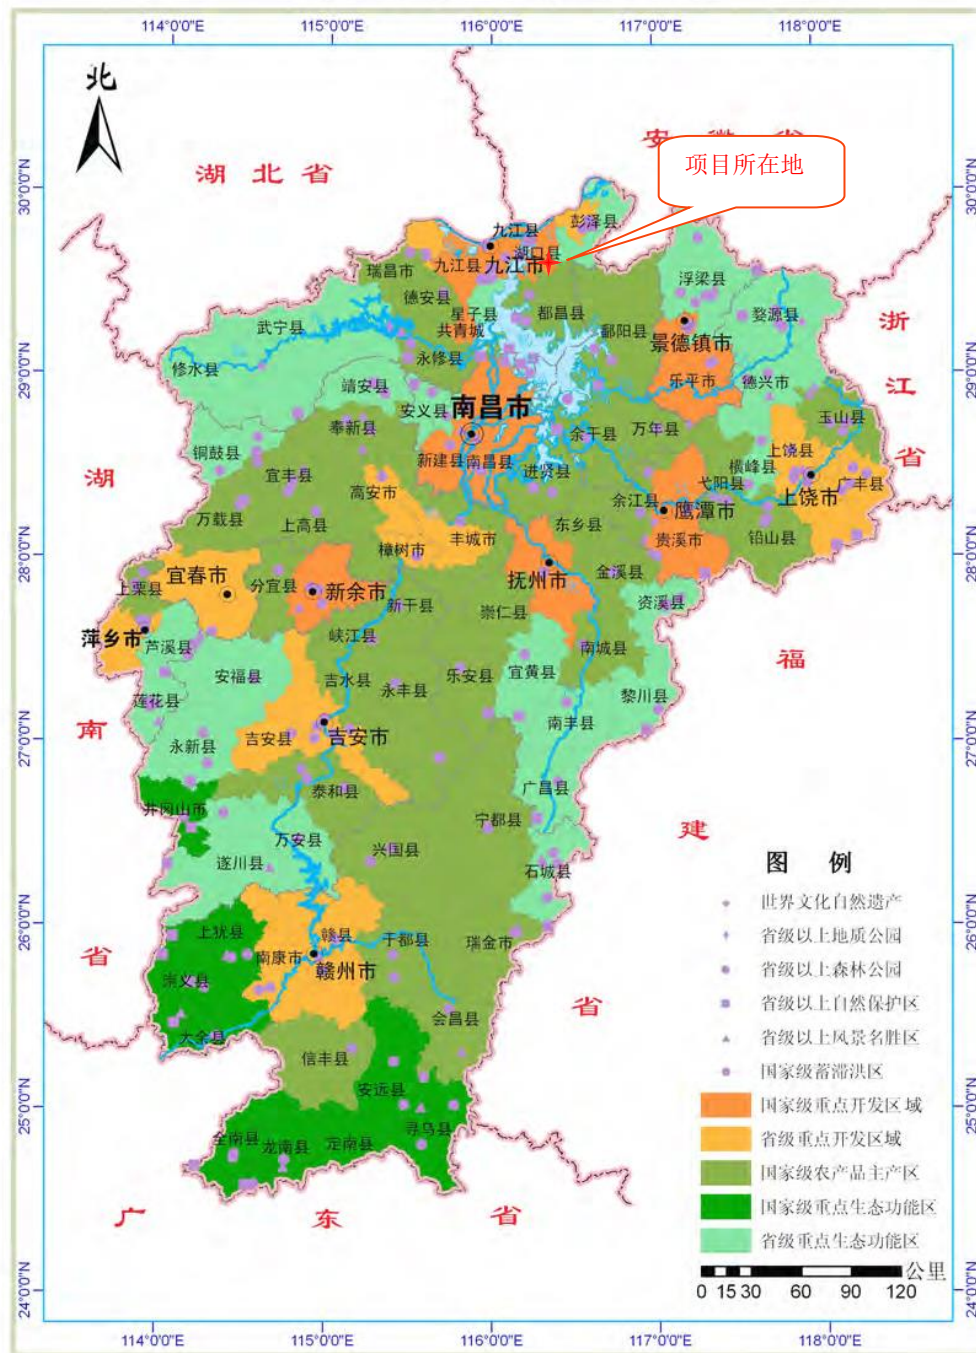 114°0'0"E
115°0'0"E
116°0'0"E
117°0'0"E
118°0'0"E
北
安徽省
项目所在地
湖北省
30°0'0"N
30°0'0"N
彭泽县
九江县
湖口县
九江县
九江市
瑞昌市
浮梁县
德安县
星子县
都昌县
婺源县
浙
武宁县
共青城
鄱阳县
景德镇市
永修县
29°0'0"N
29°0'0"N
修水县
靖安县
乐平市
德兴市
江
安义县
南昌市
玉山县
奉新县
余干县
万年县
铜鼓县
新建县
南昌县
上饶县
省
湖
宜丰县
进贤县
横峰县
弋阳县
上饶市
广丰县
高安市
余江县
鹰潭市
万载县
上高县
东乡县
丰城市
贵溪市
铅山县
28°0'0"N
28°0'0"N
樟树市
宜春市
分宜县
新余市
抚州市
金溪县
上栗县
新干县
崇仁县
资溪县
萍乡市
芦溪县
峡江县
南城县
福
安福县
吉水县
乐安县
宜黄县
莲花县
永丰县
黎川县
南
永新县
吉安县
吉安市
南丰县
27°0'0"N
27°0'0"N
泰和县
广昌县
井冈山市
宁都县
建
万安县
兴国县
遂川县
石城县
图 例
世界文化自然遗产
26°0'0"N
26°0'0"N
上犹县
赣县
于都县
瑞金市
省级以上地质公园
省
南康市
赣州市
省级以上森林公园
崇义县
省级以上自然保护区
省
会昌县
大余县
省级以上风景名胜区
信丰县
国家级蓄滞洪区
安远县
25°0'0"N
25°0'0"N
国家级重点开发区域
寻乌县
全南县
龙南县
定南县
省级重点开发区域
国家级农产品主产区
广东省
国家级重点生态功能区
省级重点生态功能区
公里
0 15 30 60 90 120
24°0'0"N
24°0'0"N
114°0'0"E
115°0'0"E
116°0'0"E
117°0'0"E
118°0'0"E